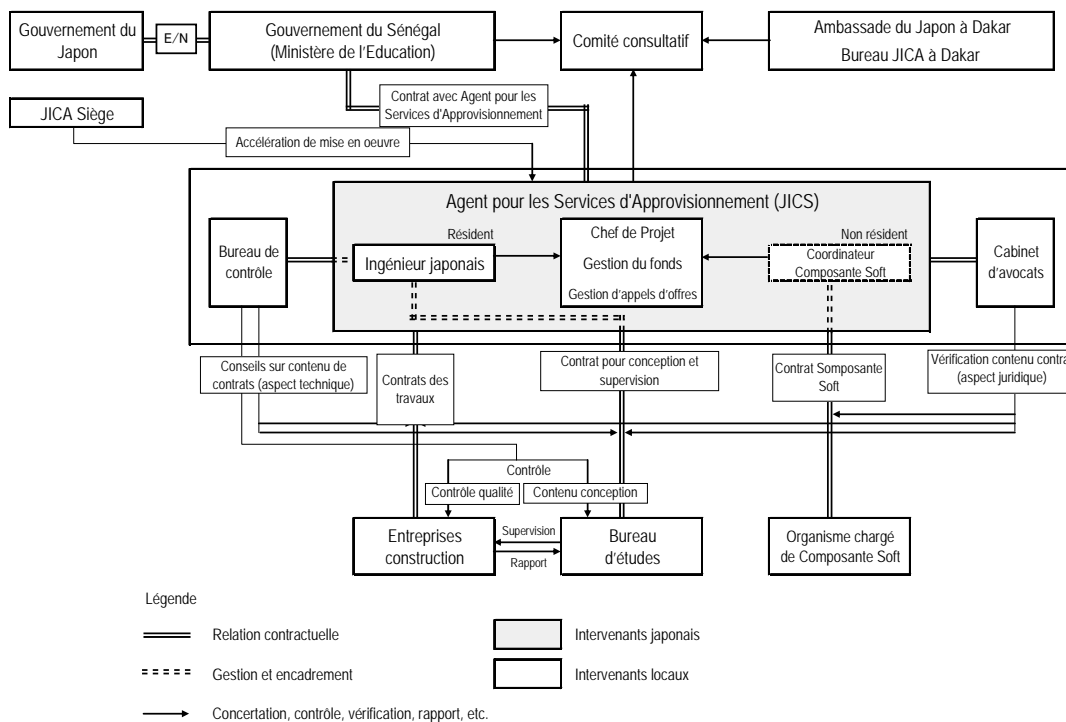 Gouvernement du
Japon
E/N
Gouvernement du Sénégal
(Ministère de l'Education)
Comité consultatif
Ambassade du Japon à Dakar
Bureau JICA à Dakar
Contrat avec Agent pour les
Services d'Approvisionnement
JICA Siège
Accélération de mise en oeuvre
Agent pour les Services d'Approvisionnement (JICS)
Bureau de
contrôle
Résident
Ingénieur japonais
Chef de Projet
Gestion du fonds
Gestion d'appels d'offres
Non résident
Coordinateur
Composante Soft
Cabinet
d'avocats
Conseils sur contenu de
contrats (aspect technique)
Contrats des
travaux
Contrat pour conception et
supervision
Contrat Somposante
Soft
Vérification contenu contra
(aspect juridique)
Contrôle
Contrôle qualité
Contenu conception
Entreprises
construction
Supervision
Rapport
Bureau
d'études
Organisme chargé
de Composante Soft
Légende
Relation contractuelle
Intervenants japonais
Gestion et encadrement
Intervenants locaux
Concertation, contrôle, vérification, rapport, etc.